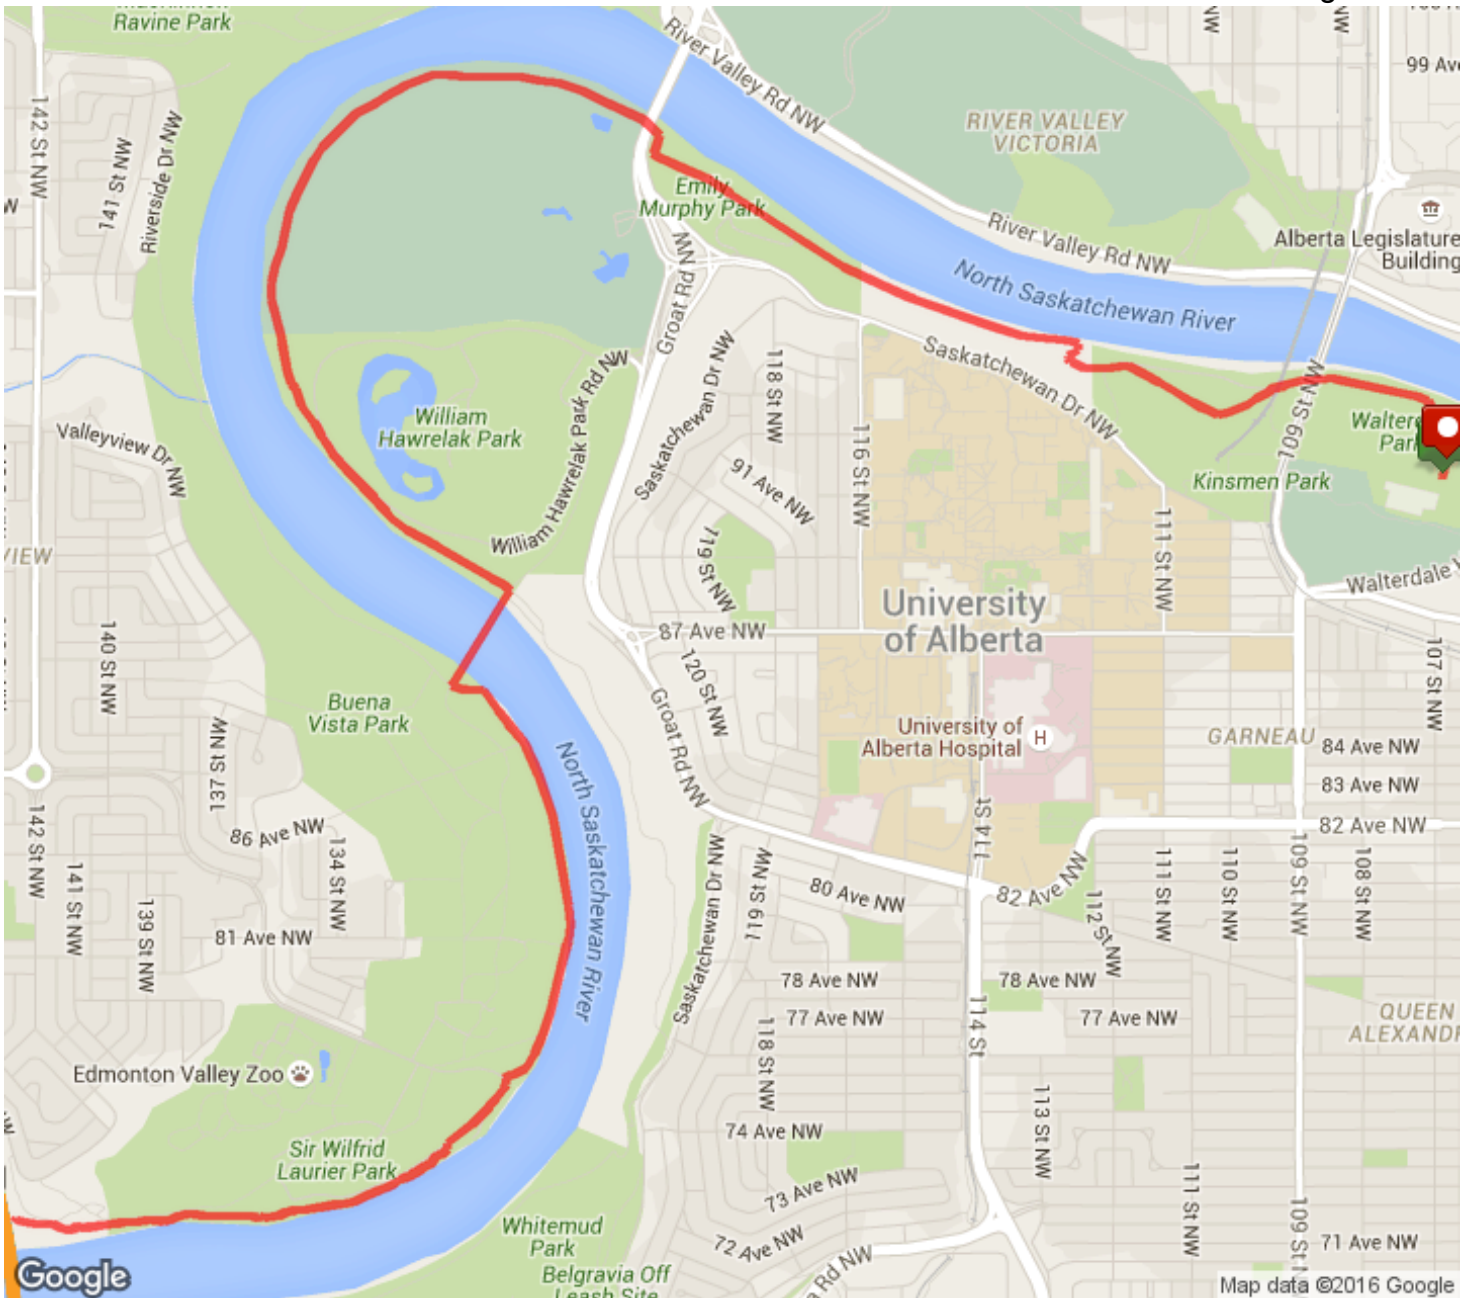 Ravine Park
River Valley Rd NW
99 Ave
142 St NW
141 St NW
Riverside Dr NW
RIVER VALLEY
VICTORIA
Emily
Murphy Park
River Valley Rd NW
Alberta Legislature
Building
North Saskatchewan River
Groat Rd NW
Saskatchewan Dr NW
118 St NW
Saskatchewan Dr NW
109 St NW
William Hawrelak Park Rd NW
William
Hawrelak Park
Valleyview Dr NW
116 St NW
91 Ave NW
119 St NW
Kinsmen Park
111 St NW
VIEW
Walterdale
University
of Alberta
87 Ave NW
140 St NW
120 St NW
107 St NW
Buena
Vista Park
Groat Rd NW
University of
Alberta Hospital
H
GARNEAU
84 Ave NW
83 Ave NW
82 Ave NW
137 St NW
North Saskatchewan River
114 St
142 St NW
86 Ave NW
134 St NW
141 St NW
139 St NW
81 Ave NW
Saskatchewan Dr NW
119 St NW
80 Ave NW
82 Ave NW
112 St NW
111 St NW
110 St NW
109 St NW
108 St NW
78 Ave NW
78 Ave NW
77 Ave NW
77 Ave NW
114 St
QUEEN
Edmonton Valley Zoo
118 St NW
113 St NW
74 Ave NW
Sir Wilfrid
Laurier Park
73 Ave NW
111 St NW
109 St
Whitemud
Park
72 Ave NW
71 Ave NW
Belgravia Off
Leash Site
Rd NW
Google
Map data ©2016 Google